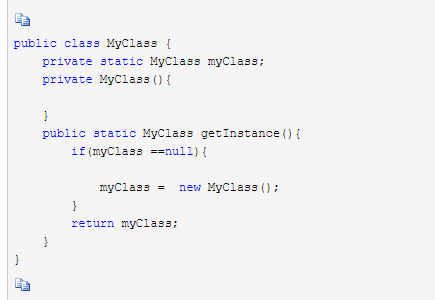 public class MyClass {
    private static MyClass myClass;
    private MyClass(){

    }
    public static MyClass getInstance(){
        if(myClass ==null){

            myClass =  new MyClass();
        }
        return myClass;
    }
}